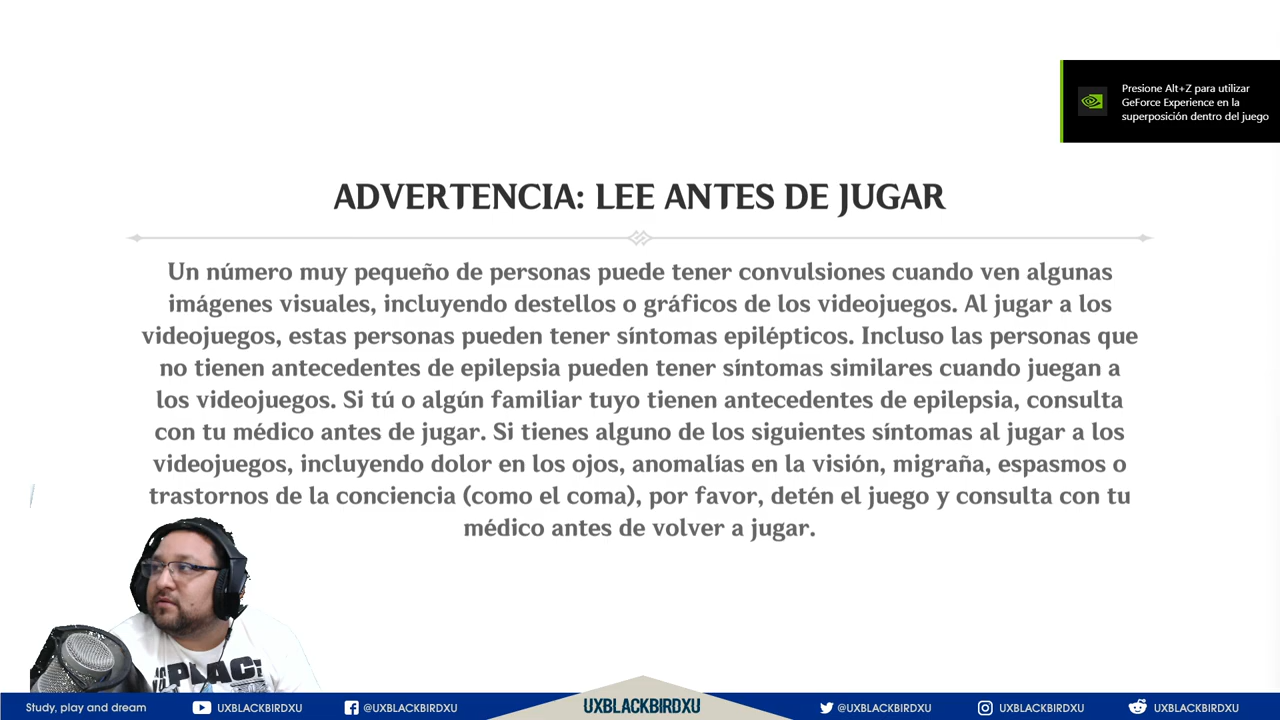 Presione Alt+Z para utilizar
GeForce Experience en la
superposición dentro del juego
ADVERTENCIA: LEE ANTES DE JUGAR
Un número muy pequeño de personas puede tener convulsiones cuando ven algunas
imágenes visuales, incluyendo destellos o gráficos de los videojuegos. Al jugar a los
videojuegos, estas personas pueden tener síntomas epilépticos. Incluso las personas que
no tienen antecedentes de epilepsia pueden tener síntomas similares cuando juegan a
los videojuegos. Si tú o algún familiar tuyo tienen antecedentes de epilepsia, consulta
con tu médico antes de jugar. Si tienes alguno de los siguientes síntomas al jugar a los
videojuegos, incluyendo dolor en los ojos, anomalías en la visión, migraña, espasmos o
trastornos de la conciencia (como el coma), por favor, detén el juego y consulta con tu
médico antes de volver a jugar.
Study, play and dream
UXBLACKBIRDXU
@UXBLACKBIRDXU
UXBLACKBIRDXU
@UXBLACKBIRDXU
UXBLACKBIRDXU
UXBLACKBIRDXU